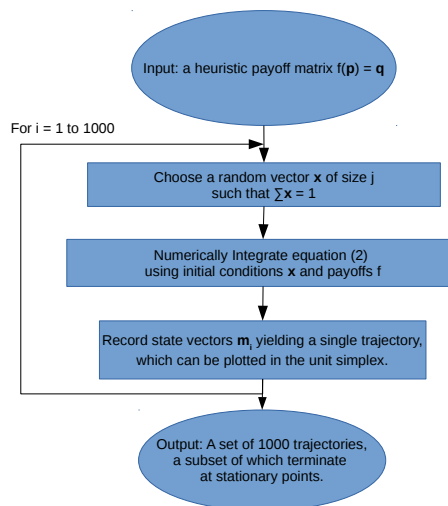 Input: a heuristic payoff matrix f(p) = q
For i = 1 to 1000
Choose a random vector x of size j
such that ∑x = 1
Numerically Integrate equation (2)
using initial conditions x and payoffs f
Record state vectors mᵢ yielding a single trajectory,
which can be plotted in the unit simplex.
Output: A set of 1000 trajectories,
a subset of which terminate
at stationary points.